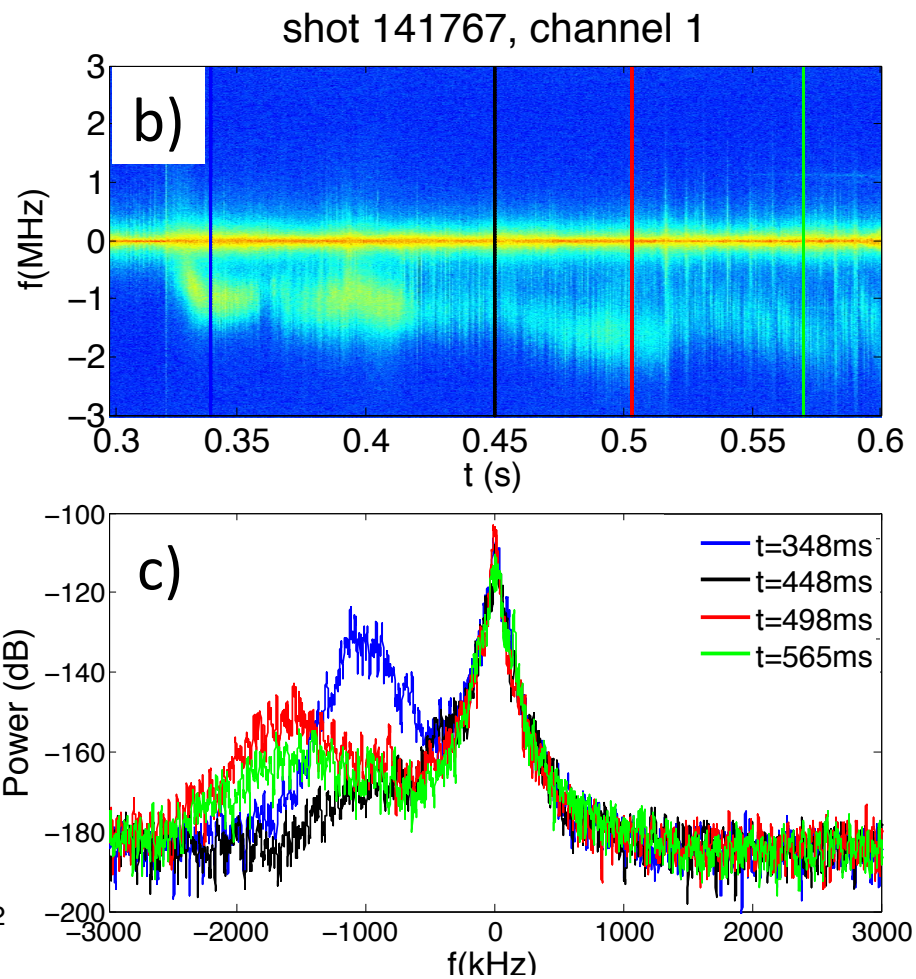 shot 141767, channel 1
b)
f(MHz)
3
2
1
0
−1
−2
−3
0.3 0.35 0.4 0.45 0.5 0.55 0.6
t (s)
c)
Power (dB)
−100
−120
−140
−160
−180
−200
t=348ms
t=448ms
t=498ms
t=565ms
−3000 −2000 −1000 0 1000 2000 3000
f(kHz)